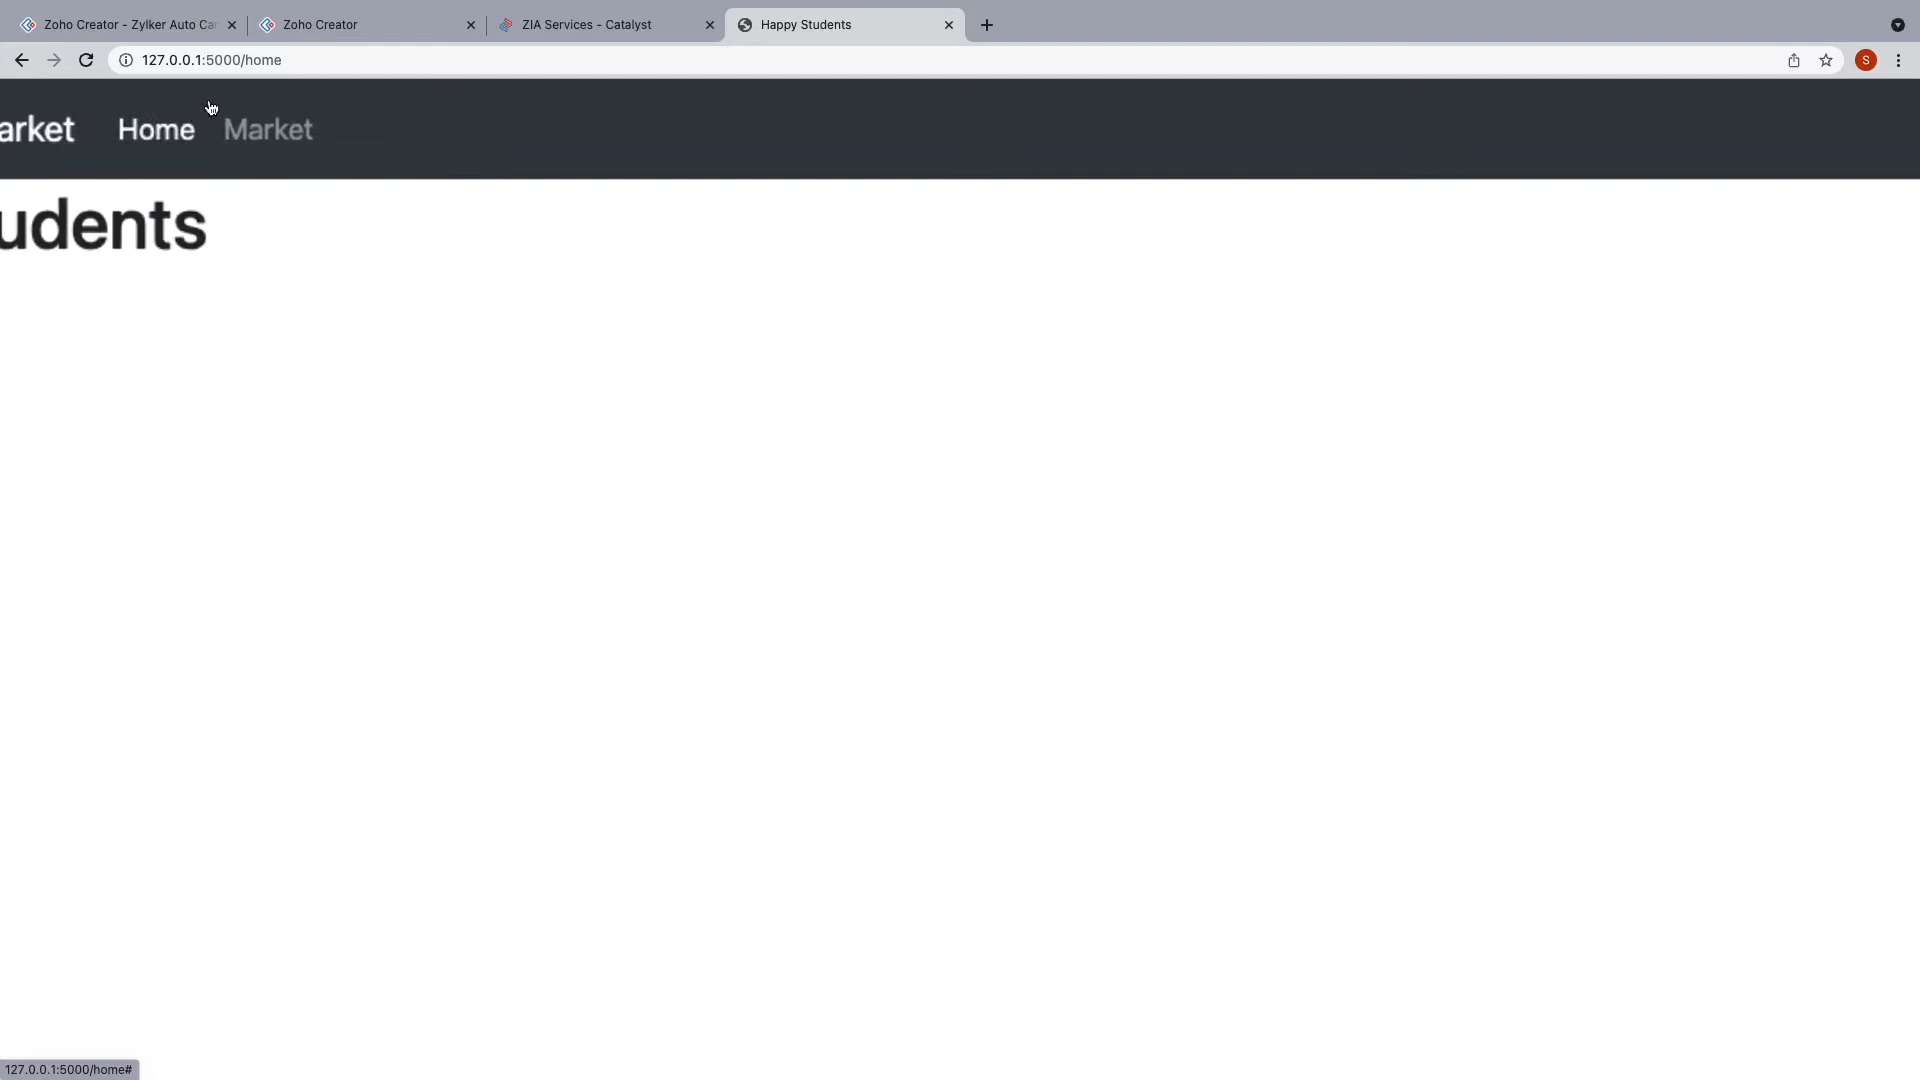 Zoho Creator - Zylker Auto Car
Zoho Creator
ZIA Services - Catalyst
Happy Students
127.0.0.1:5000/home
S
arket
Home
Market
udents
127.0.0.1:5000/home#